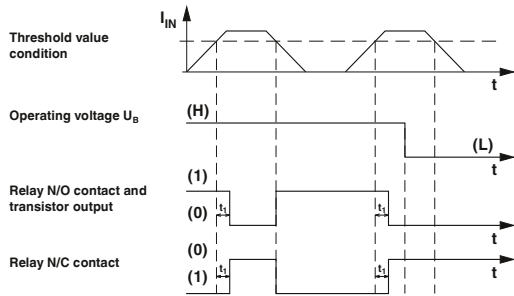 I_IN
Threshold value
condition
t
Operating voltage U_B
(H)
(L)
t
Relay N/O contact and
transistor output
(1)
(0)
t₁
t₁
t
Relay N/C contact
(0)
(1)
t₁
t₁
t